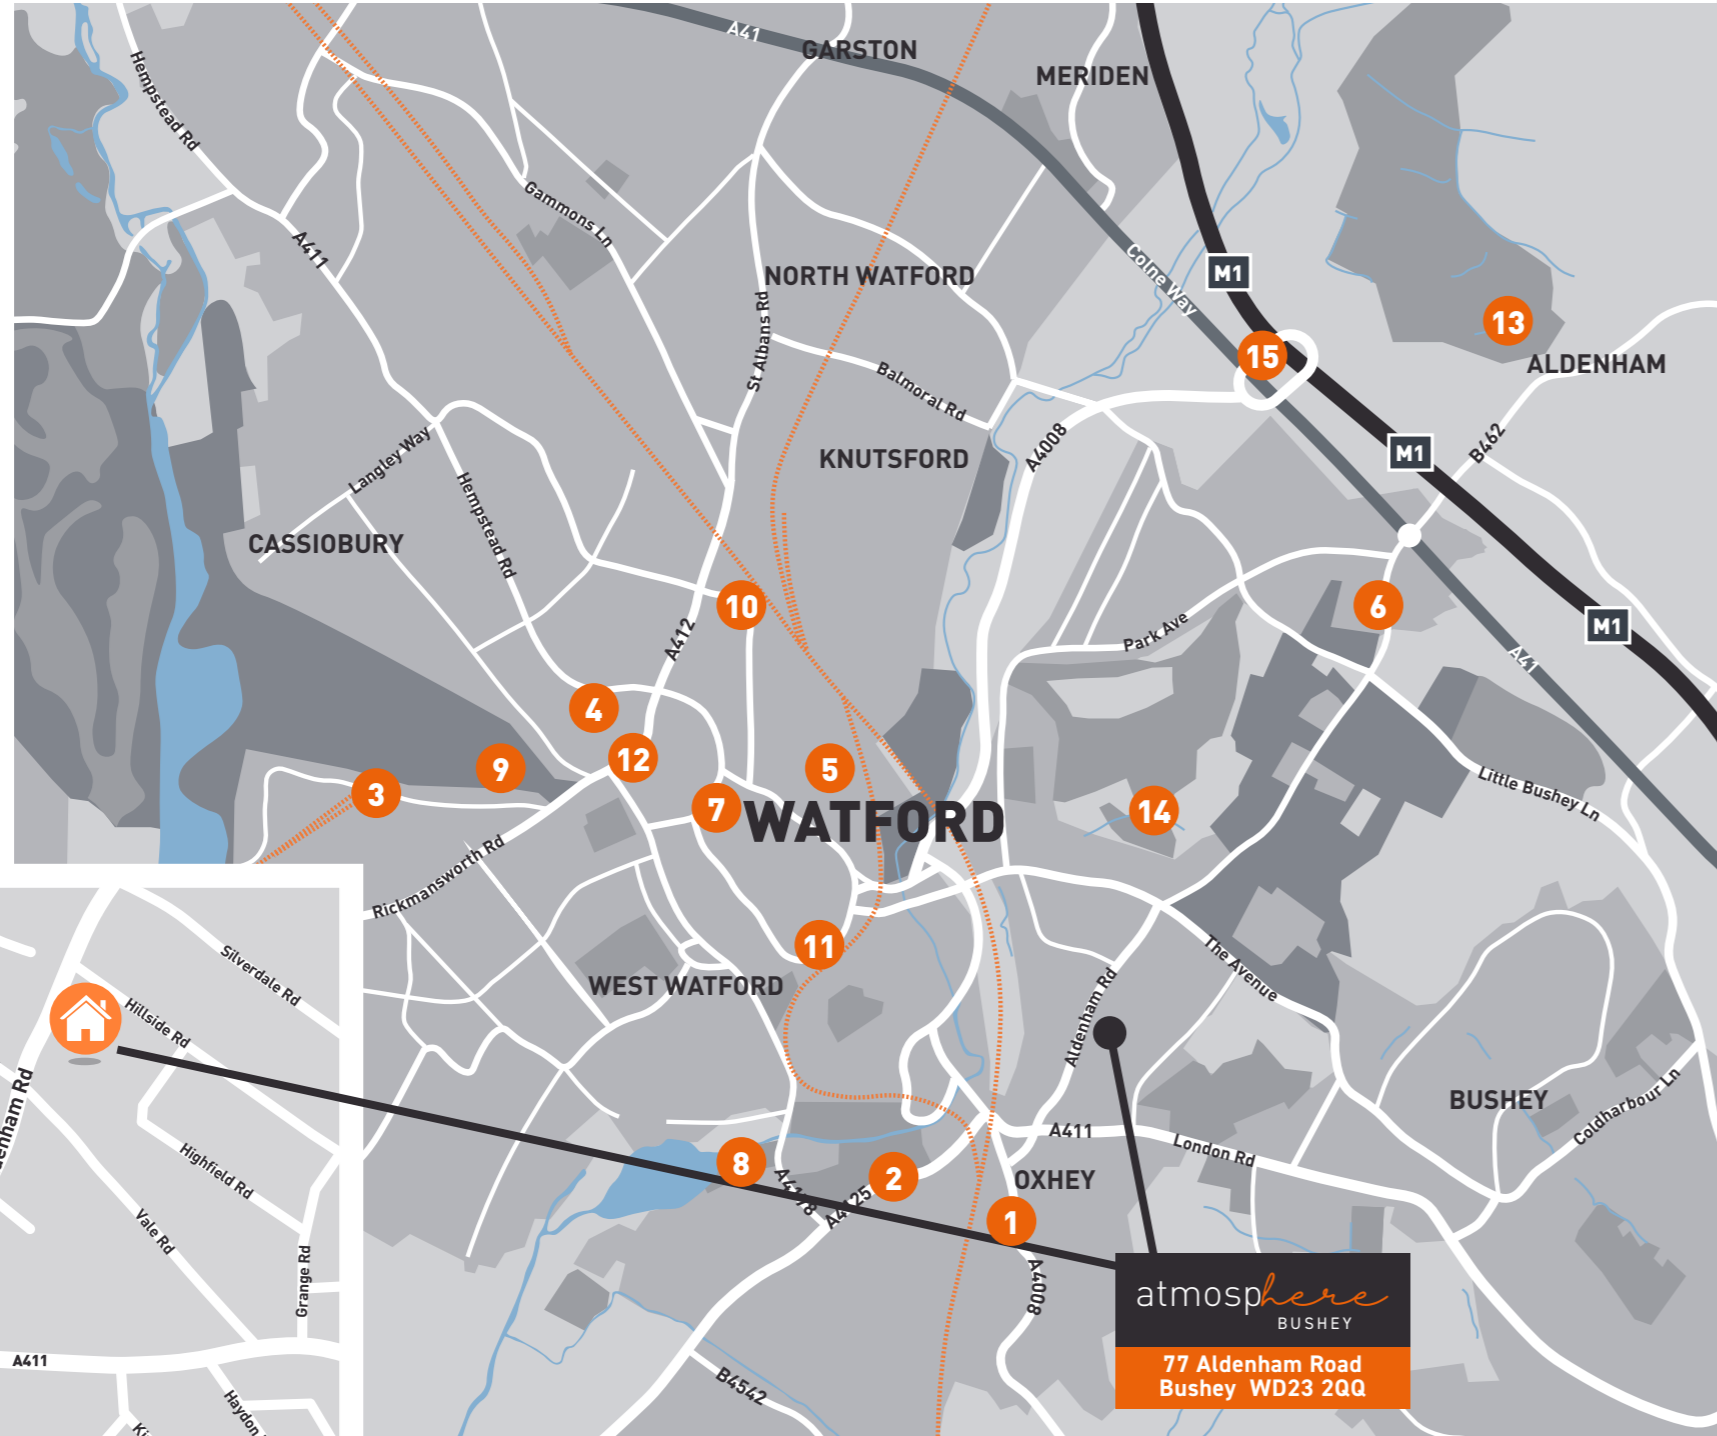 A41
GARSTON
MERIDEN
Hempstead Rd
Gammons Ln
A411
NORTH WATFORD
Colne Way
M1
13
ALDENHAM
15
St Albans Rd
Balmoral Rd
KNUTSFORD
A4008
M1
B462
Langley Way
Hempstead Rd
CASSIOBURY
10
6
M1
A412
Park Ave
A41
4
12
9
3
5
7
WATFORD
14
Little Bushey Ln
Rickmansworth Rd
11
WEST WATFORD
The Avenue
Aldenham Rd
BUSHEY
Coldharbour Ln
A411
London Rd
8
2
OXHEY
A4178
A4125
1
A4008
B4542
Silverdale Rd
Hillside Rd
Highfield Rd
Vale Rd
Grange Rd
A411
Haydon
atmosphere
BUSHEY
77 Aldenham Road
Bushey WD23 2QQ